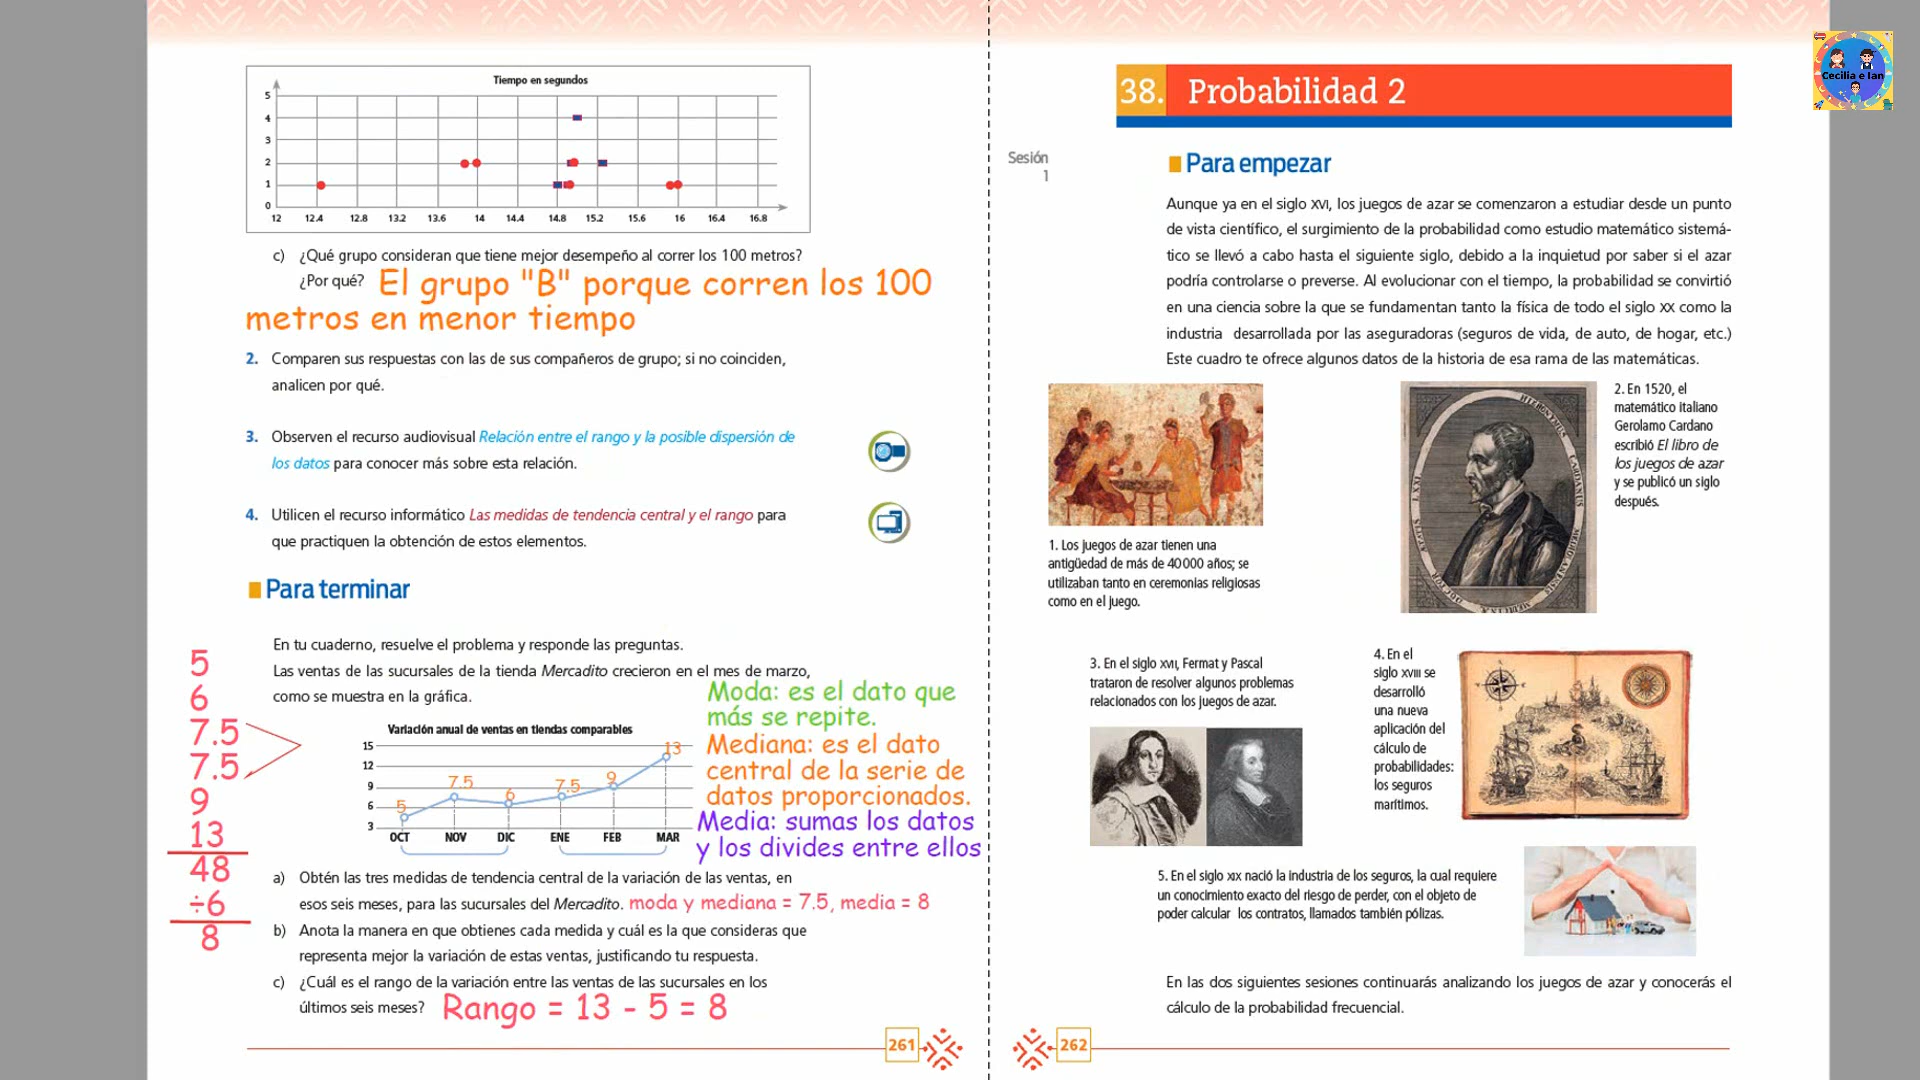 Tiempo en segundos
5
4
3
2
1
0
12 12.4 12.8 13.2 13.6 14 14.4 14.8 15.2 15.6 16 16.4 16.8
c) ¿Qué grupo consideran que tiene mejor desempeño al correr los 100 metros?
¿Por qué? El grupo "B" porque corren los 100
metros en menor tiempo
2. Comparen sus respuestas con las de sus compañeros de grupo; si no coinciden,
analicen por qué.
3. Observen el recurso audiovisual Relación entre el rango y la posible dispersión de
los datos para conocer más sobre esta relación.
4. Utilicen el recurso informático Las medidas de tendencia central y el rango para
que practiquen la obtención de estos elementos.
Para terminar
En tu cuaderno, resuelve el problema y responde las preguntas.
Las ventas de las sucursales de la tienda Mercadito crecieron en el mes de marzo,
como se muestra en la gráfica.
5
6
7.5
7.5
9
13
48
÷6
8
Variación anual de ventas en tiendas comparables
15
12
9
6
3
5 7.5 6 7.5 9 13
OCT NOV DIC ENE FEB MAR
Moda: es el dato que
más se repite.
Mediana: es el dato
central de la serie de
datos proporcionados.
Media: sumas los datos
y los divides entre ellos
a) Obtén las tres medidas de tendencia central de la variación de las ventas, en
esos seis meses, para las sucursales del Mercadito. moda y mediana = 7.5, media = 8
b) Anota la manera en que obtienes cada medida y cuál es la que consideras que
representa mejor la variación de estas ventas, justificando tu respuesta.
c) ¿Cuál es el rango de la variación entre las ventas de las sucursales en los
últimos seis meses? Rango = 13 - 5 = 8
261
38. Probabilidad 2
Cecilia e Ian
Sesión
1
Para empezar
Aunque ya en el siglo XVI, los juegos de azar se comenzaron a estudiar desde un punto
de vista científico, el surgimiento de la probabilidad como estudio matemático sistemá-
tico se llevó a cabo hasta el siguiente siglo, debido a la inquietud por saber si el azar
podría controlarse o preverse. Al evolucionar con el tiempo, la probabilidad se convirtió
en una ciencia sobre la que se fundamentan tanto la física de todo el siglo XX como la
industria desarrollada por las aseguradoras (seguros de vida, de auto, de hogar, etc.)
Este cuadro te ofrece algunos datos de la historia de esa rama de las matemáticas.
1. Los juegos de azar tienen una
antigüedad de más de 40 000 años; se
utilizaban tanto en ceremonias religiosas
como en el juego.
2. En 1520, el
matemático italiano
Gerolamo Cardano
escribió El libro de
los juegos de azar
y se publicó un siglo
después.
3. En el siglo XVII, Fermat y Pascal
trataron de resolver algunos problemas
relacionados con los juegos de azar.
4. En el
siglo XVIII se
desarrolló
una nueva
aplicación del
cálculo de
probabilidades:
los seguros
marítimos.
5. En el siglo XIX nació la industria de los seguros, la cual requiere
un conocimiento exacto del riesgo de perder, con el objeto de
poder calcular los contratos, llamados también pólizas.
En las dos siguientes sesiones continuarás analizando los juegos de azar y conocerás el
cálculo de la probabilidad frecuencial.
262